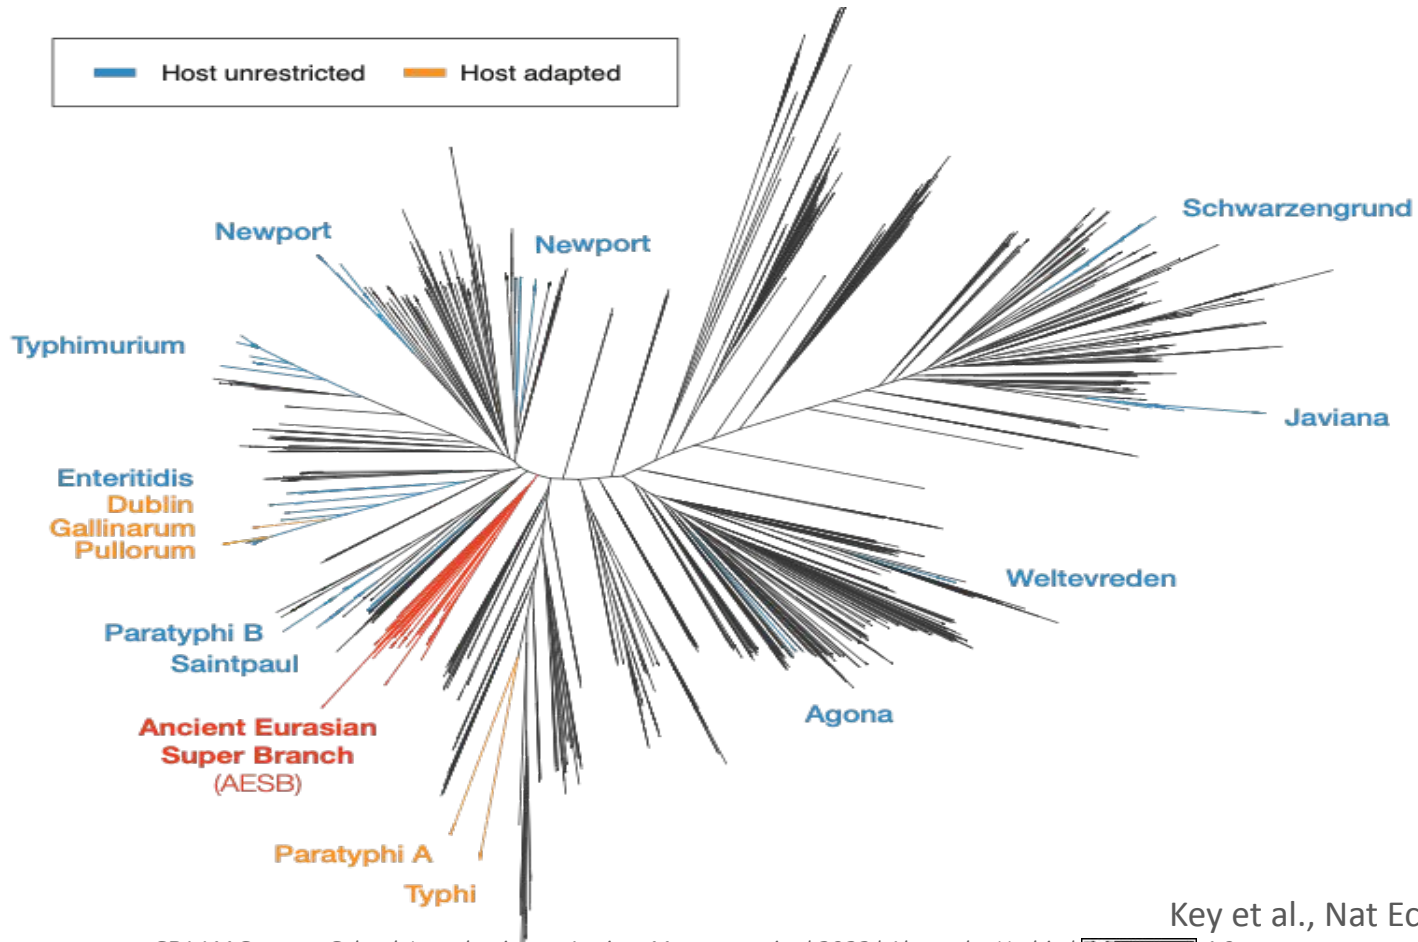 Host unrestricted
Host adapted
Schwarzengrund
Newport
Newport
Typhimurium
Javiana
Enteritidis
Dublin
Gallinarum
Pullorum
Weltevreden
Paratyphi B
Saintpaul
Agona
Ancient Eurasian
Super Branch
(AESB)
Paratyphi A
Typhi
Key et al., Nat Ec